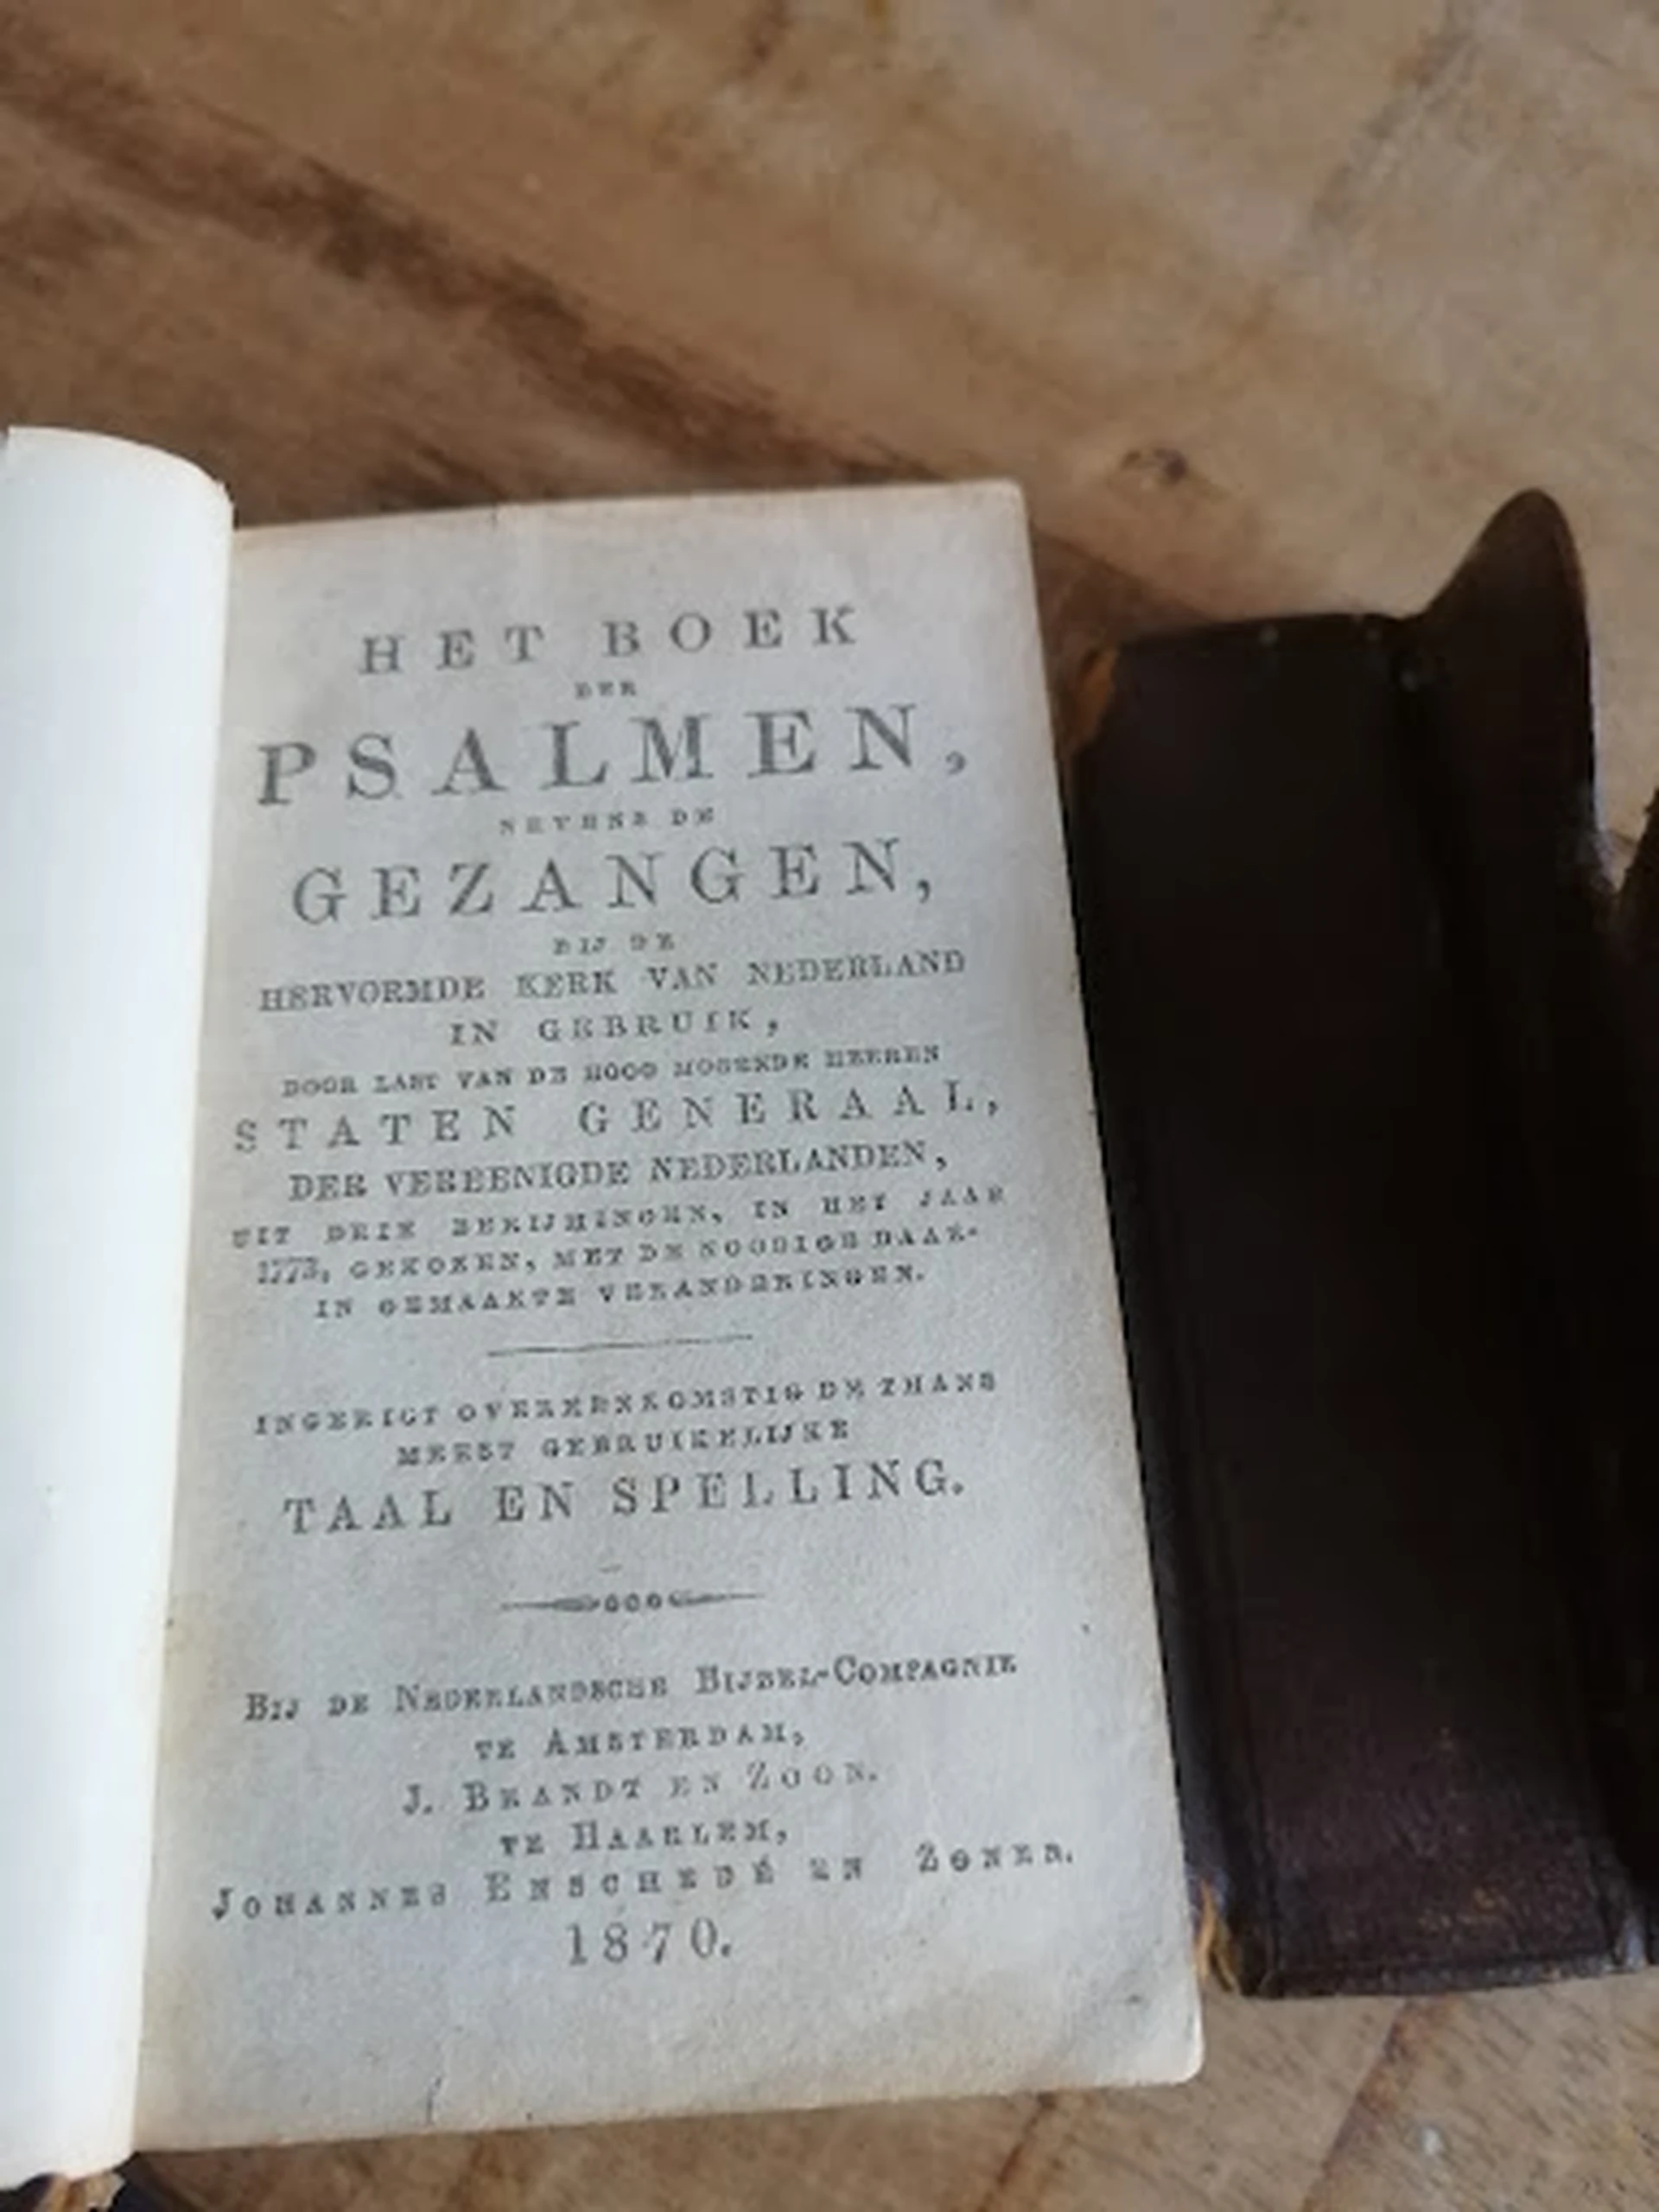 HET BOEK
DER
PSALMEN,
NEVENS DE
GEZANGEN,
BIJ DE
HERVORMDE KERK VAN NEDERLAND
IN GEBRUIK,
DOOR LAST VAN DE HOOG MOGENDE HEEREN
STATEN GENERAAL,
DER VEREENIGDE NEDERLANDEN,
UIT DRIE BERIJMINGEN, IN HET JAAR
1773, GEKOZEN, MET DE NOODIGE DAAR-
IN GEMAAKTE VERANDERINGEN.
INGERIGT OVEREENKOMSTIG DE THANS
MEEST GEBRUIKELIJKE
TAAL EN SPELLING.
BIJ DE NEDERLANDSCHE BIJBEL-COMPAGNIE
TE AMSTERDAM,
J. BRANDT EN ZOON.
TE HAARLEM,
JOHANNES ENSCHEDÉ EN ZONEN.
1870.